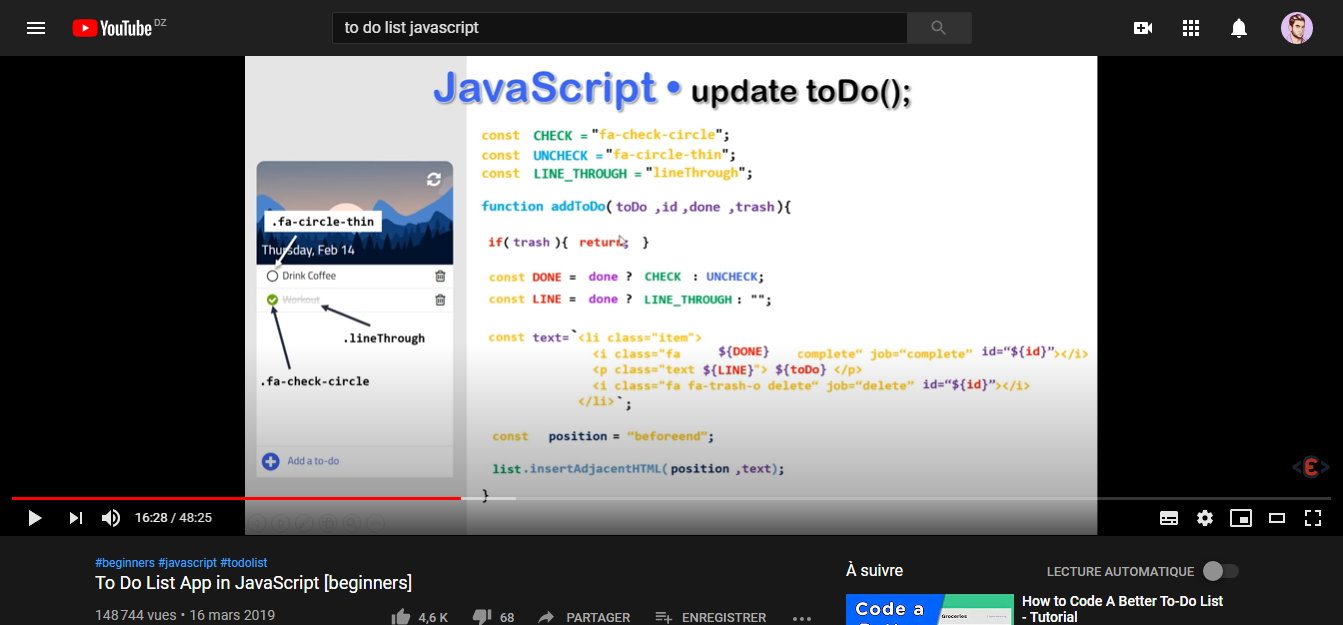 YouTube DZ
to do list javascript
JavaScript • update toDo();
const CHECK ="fa-check-circle";
const UNCHECK ="fa-circle-thin";
const LINE_THROUGH ="lineThrough";
function addToDo( toDo ,id ,done ,trash ){
if( trash ){ return; }
const DONE = done ? CHECK : UNCHECK;
const LINE = done ? LINE_THROUGH : "";
const text=`<li class="item">
<i class="fa ${DONE} complete“ job=“complete” id=“${id}”></i>
<p class="text ${LINE}"> ${toDo} </p>
<i class="fa fa-trash-o delete“ job=“delete” id=“${id}”></i>
</li>`;
const position = “beforeend”;
list.insertAdjacentHTML( position ,text);
}
.fa-circle-thin
Thursday, Feb 14
Drink Coffee
Workout
.lineThrough
.fa-check-circle
Add a to-do
<E>
16:28 / 48:25
#beginners #javascript #todolist
To Do List App in JavaScript [beginners]
148 744 vues • 16 mars 2019
4,6 K
68
PARTAGER
ENREGISTRER
À suivre
LECTURE AUTOMATIQUE
Code a
Groceries
How to Code A Better To-Do List
- Tutorial